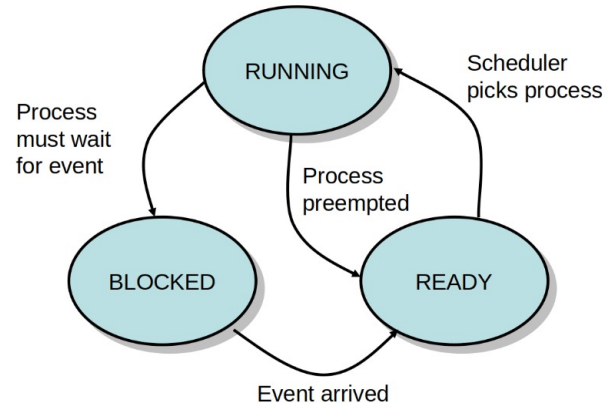 RUNNING
Scheduler
picks process
Process
must wait
for event
Process
preempted
BLOCKED
READY
Event arrived